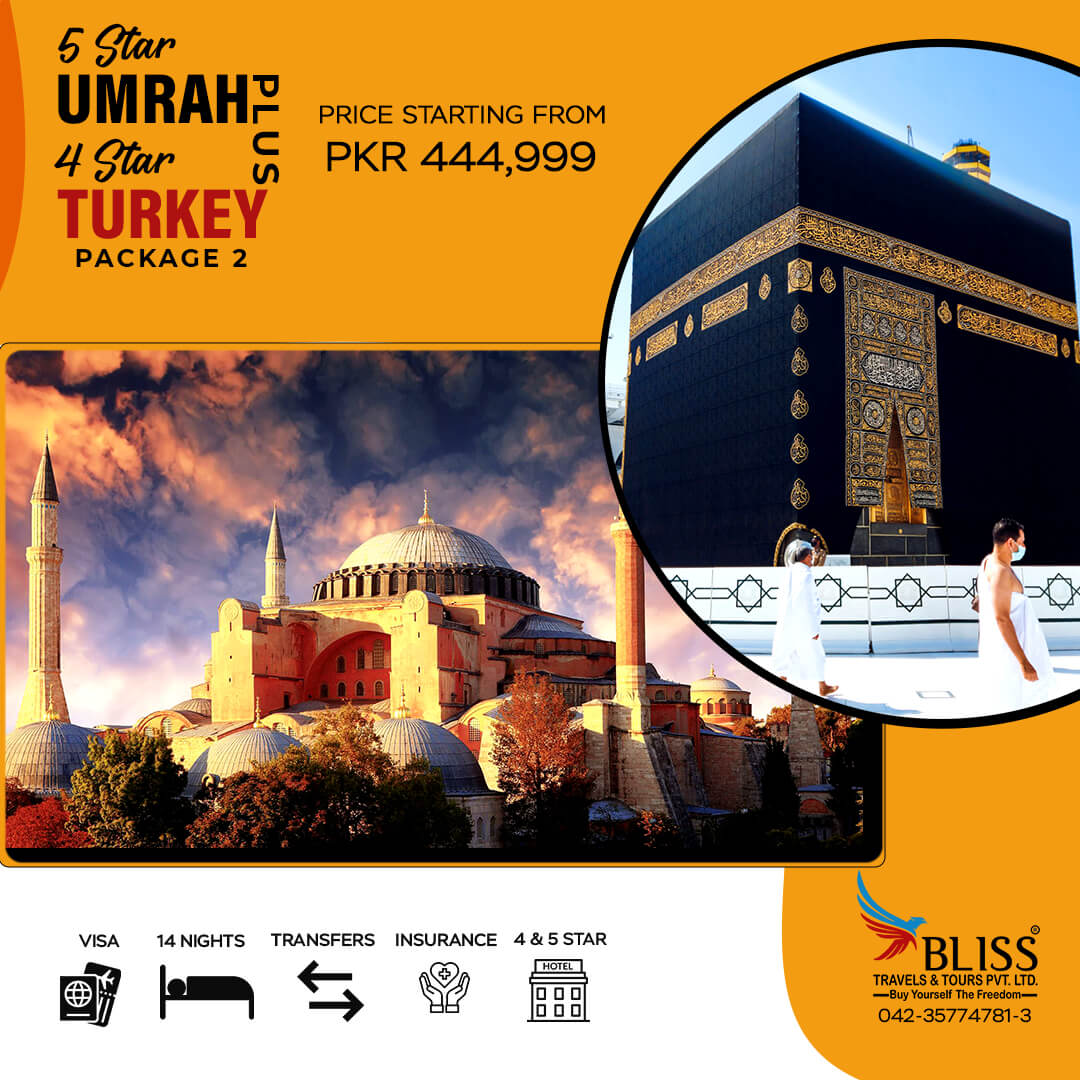 5 Star
UMRAH
PLUS
4 Star
TURKEY
PACKAGE 2
PRICE STARTING FROM
PKR 444,999
VISA
14 NIGHTS
TRANSFERS
INSURANCE
4 & 5 STAR
HOTEL
BLISS®
TRAVELS & TOURS PVT. LTD.
Buy Yourself The Freedom
042-35774781-3